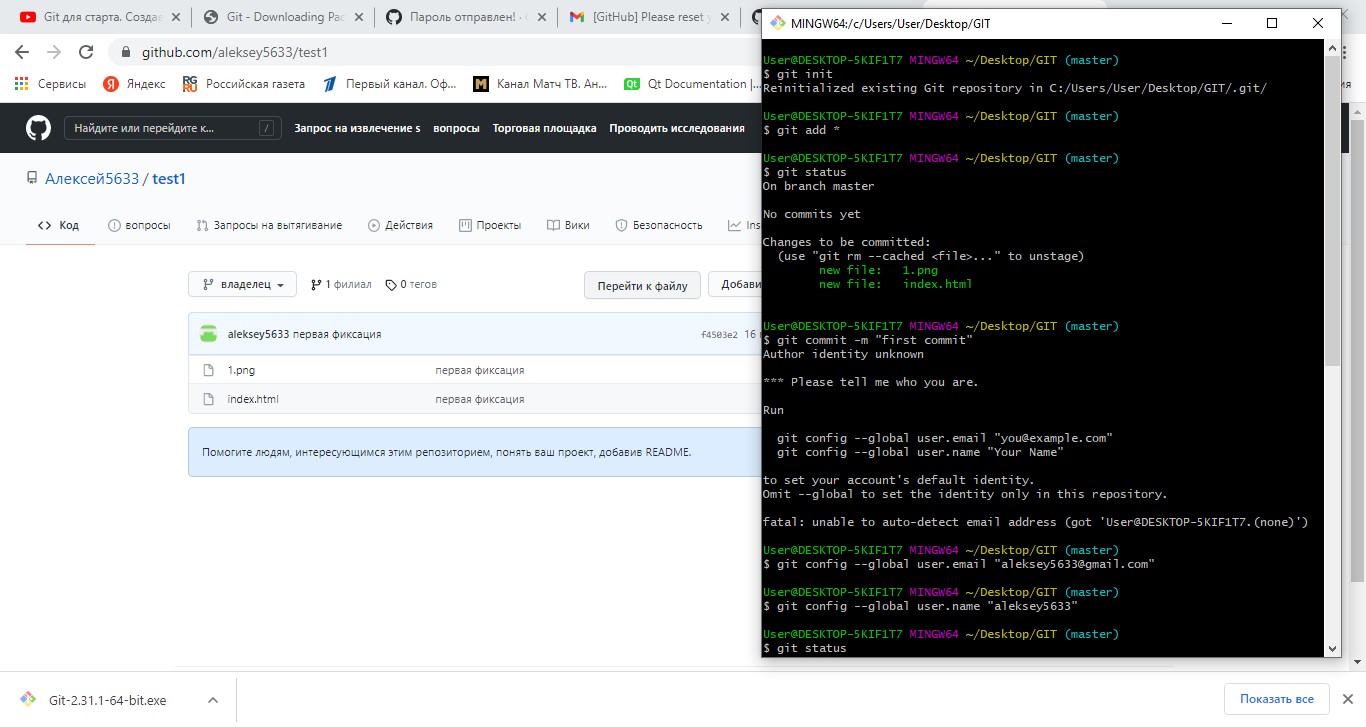 Git для старта. Создае
Git - Downloading Pac
Пароль отправлен! ·
[GitHub] Please reset y
github.com/aleksey5633/test1
Сервисы
Яндекс
Российская газета
Первый канал. Оф...
Канал Матч ТВ. Ан...
Qt Documentation |...
Найдите или перейдите к...
/
Запрос на извлечение s
вопросы
Торговая площадка
Проводить исследования
Алексей5633 / test1
Код
вопросы
Запросы на вытягивание
Действия
Проекты
Вики
Безопасность
Ins
владелец
1 филиал
0 тегов
Перейти к файлу
Добави
aleksey5633 первая фиксация
f4503e2 16
1.png первая фиксация
index.html первая фиксация
Помогите людям, интересующимся этим репозиторием, понять ваш проект, добавив README.
MINGW64:/c/Users/User/Desktop/GIT
User@DESKTOP-5KIF1T7 MINGW64 ~/Desktop/GIT (master)
$ git init
Reinitialized existing Git repository in C:/Users/User/Desktop/GIT/.git/
User@DESKTOP-5KIF1T7 MINGW64 ~/Desktop/GIT (master)
$ git add *
User@DESKTOP-5KIF1T7 MINGW64 ~/Desktop/GIT (master)
$ git status
On branch master
No commits yet
Changes to be committed:
(use "git rm --cached <file>..." to unstage)
new file: 1.png
new file: index.html
User@DESKTOP-5KIF1T7 MINGW64 ~/Desktop/GIT (master)
$ git commit -m "first commit"
Author identity unknown
*** Please tell me who you are.
Run
git config --global user.email "you@example.com"
git config --global user.name "Your Name"
to set your account's default identity.
Omit --global to set the identity only in this repository.
fatal: unable to auto-detect email address (got 'User@DESKTOP-5KIF1T7.(none)')
User@DESKTOP-5KIF1T7 MINGW64 ~/Desktop/GIT (master)
$ git config --global user.email "aleksey5633@gmail.com"
User@DESKTOP-5KIF1T7 MINGW64 ~/Desktop/GIT (master)
$ git config --global user.name "aleksey5633"
User@DESKTOP-5KIF1T7 MINGW64 ~/Desktop/GIT (master)
$ git status
Git-2.31.1-64-bit.exe
Показать все